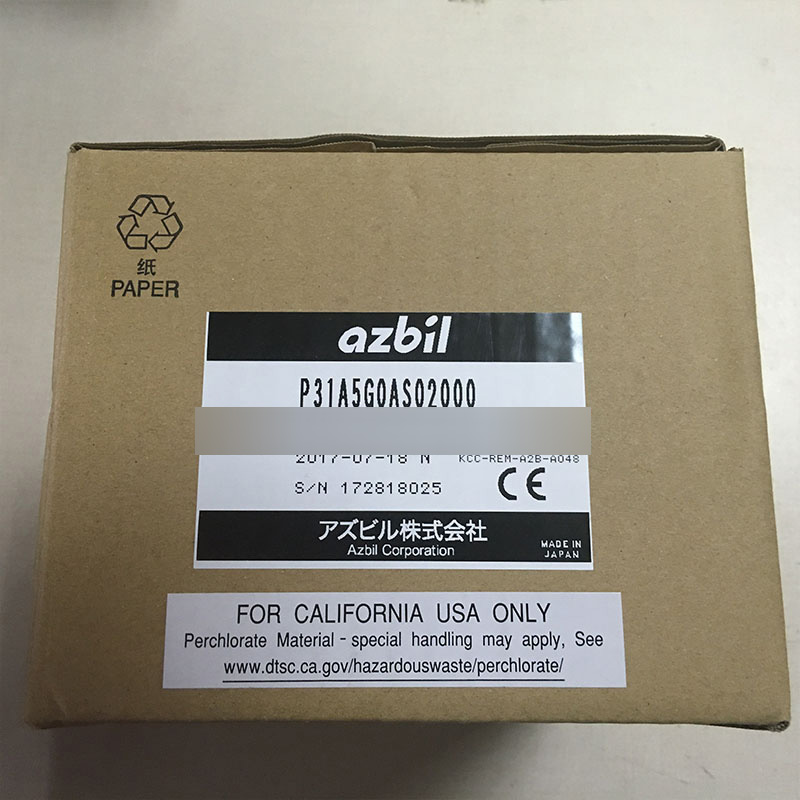 纸
PAPER
azbil
P31A5G0AS02000
2017-07-18 N KCC-REM-A2B-A048
S/N 172818025 CE
アズビル株式会社
Azbil Corporation
MADE IN
JAPAN
FOR CALIFORNIA USA ONLY
Perchlorate Material - special handling may apply, See
www.dtsc.ca.gov/hazardouswaste/perchlorate/